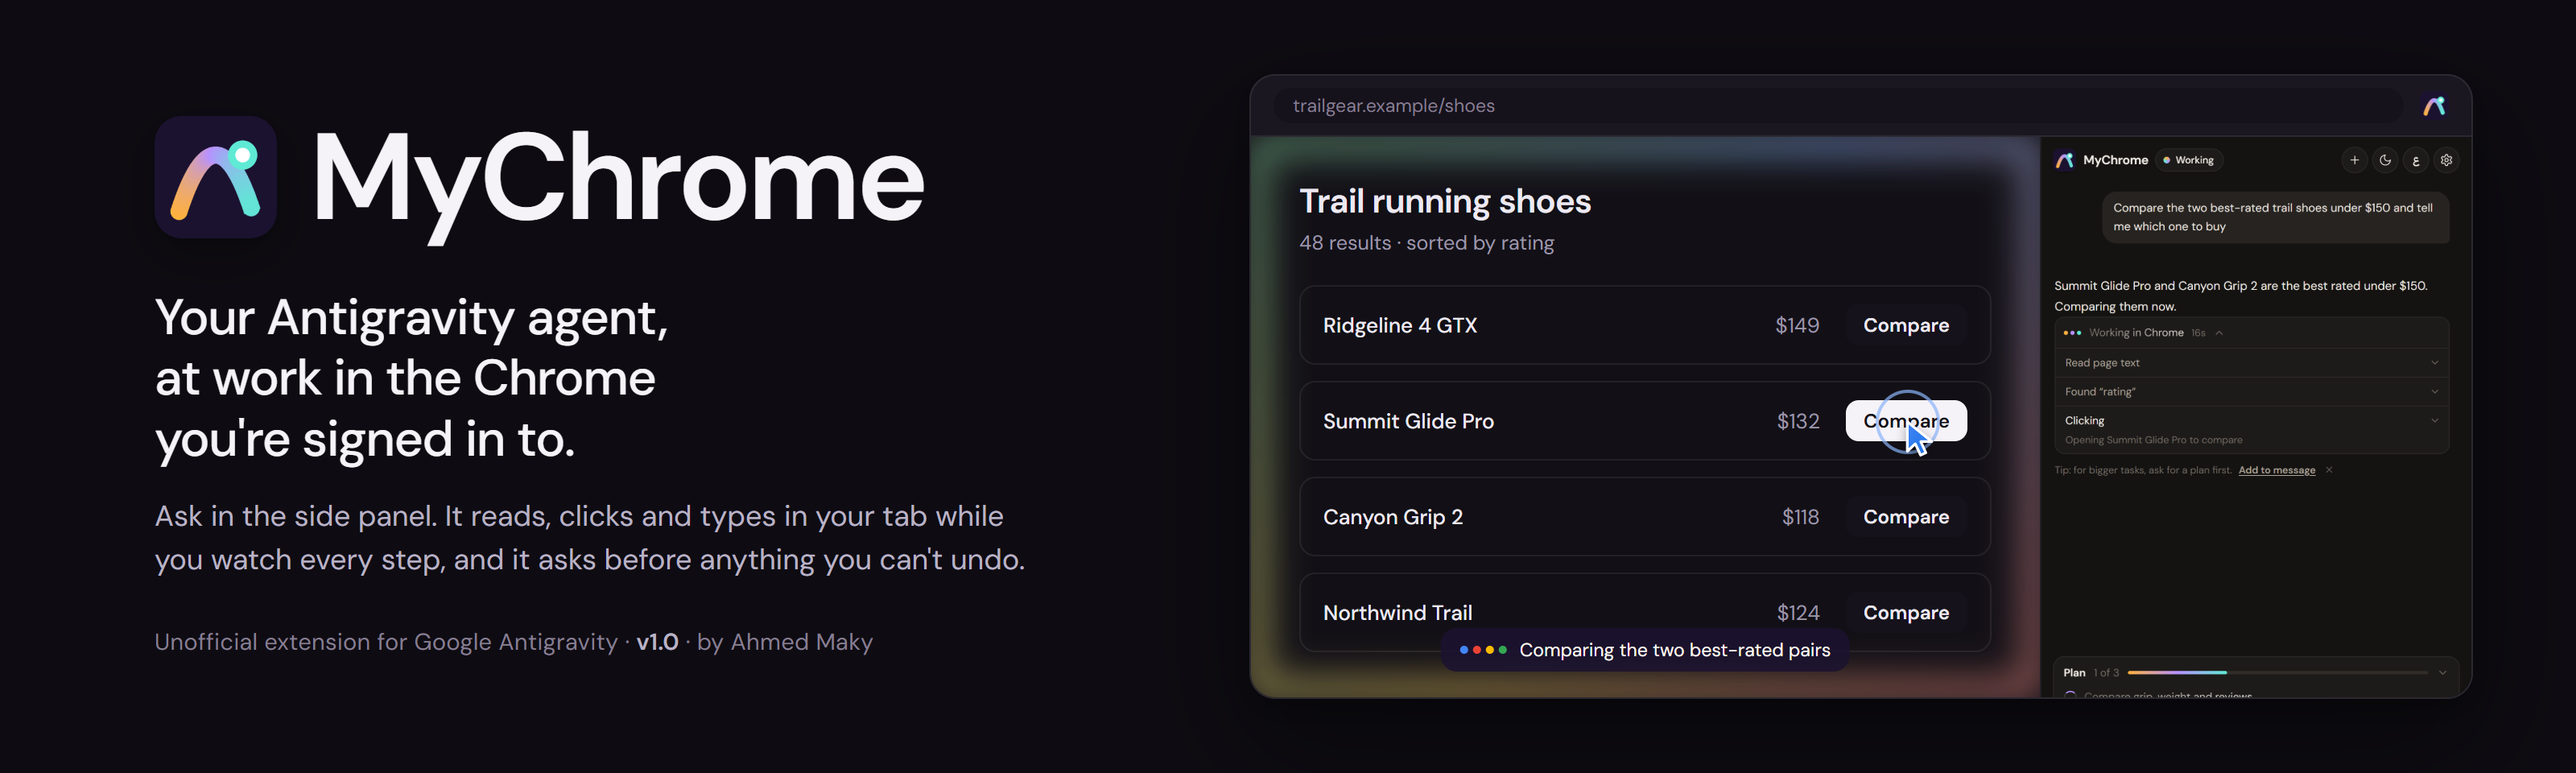 MyChrome
Your Antigravity agent,
at work in the Chrome
you're signed in to.
Ask in the side panel. It reads, clicks and types in your tab while
you watch every step, and it asks before anything you can't undo.
Unofficial extension for Google Antigravity · v1.0 · by Ahmed Maky
trailgear.example/shoes
Trail running shoes
48 results · sorted by rating
Ridgeline 4 GTX $149 Compare
Summit Glide Pro $132 Compare
Canyon Grip 2 $118 Compare
Northwind Trail $124 Compare
Comparing the two best-rated pairs
MyChrome Working ع
Compare the two best-rated trail shoes under $150 and tell
me which one to buy
Summit Glide Pro and Canyon Grip 2 are the best rated under $150.
Comparing them now.
Working in Chrome 16s
Read page text
Found “rating”
Clicking
Opening Summit Glide Pro to compare
Tip: for bigger tasks, ask for a plan first. Add to message
Plan 1 of 3
Compare grip, weight and reviews